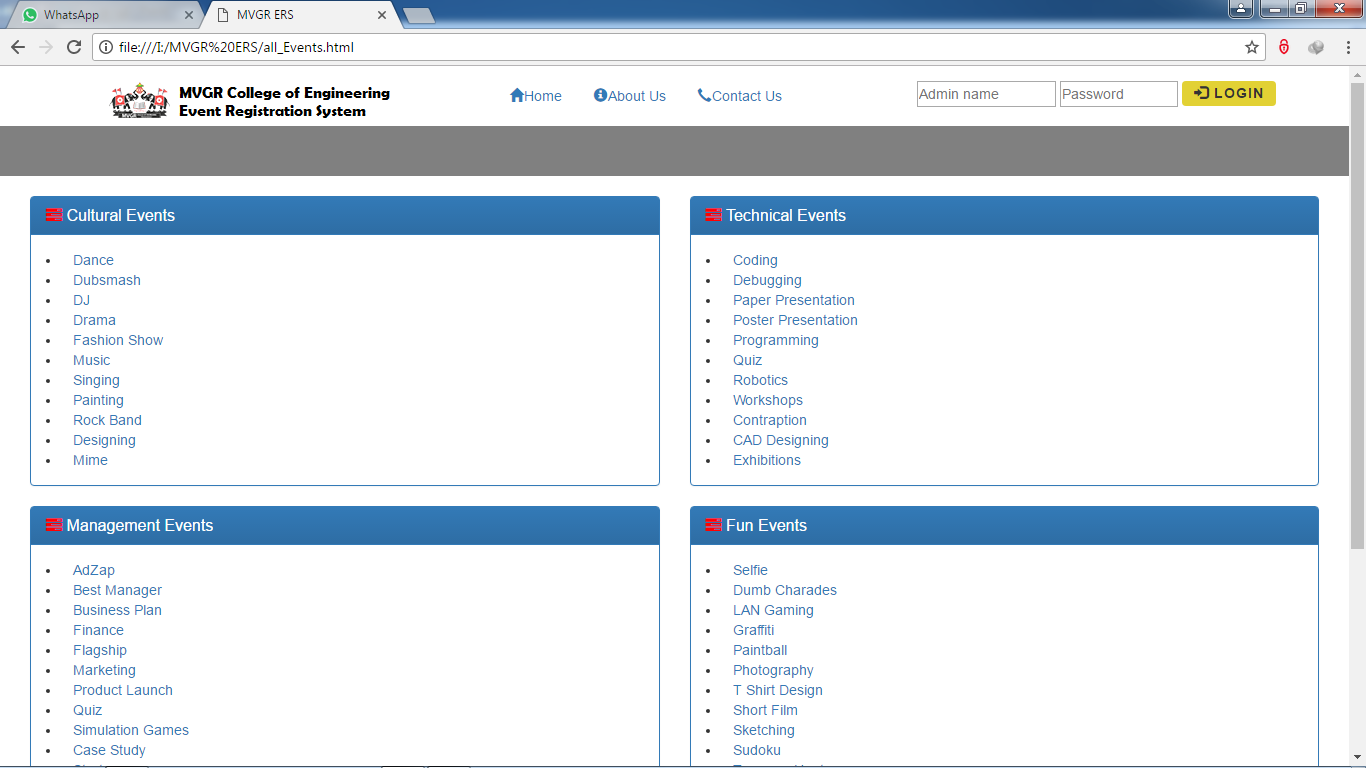 WhatsApp
MVGR ERS
file:///I:/MVGR%20ERS/all_Events.html
MVGR College of Engineering
Event Registration System
Home
About Us
Contact Us
Admin name
Password
LOGIN
Cultural Events
Dance
Dubsmash
DJ
Drama
Fashion Show
Music
Singing
Painting
Rock Band
Designing
Mime
Technical Events
Coding
Debugging
Paper Presentation
Poster Presentation
Programming
Quiz
Robotics
Workshops
Contraption
CAD Designing
Exhibitions
Management Events
AdZap
Best Manager
Business Plan
Finance
Flagship
Marketing
Product Launch
Quiz
Simulation Games
Case Study
Fun Events
Selfie
Dumb Charades
LAN Gaming
Graffiti
Paintball
Photography
T Shirt Design
Short Film
Sketching
Sudoku